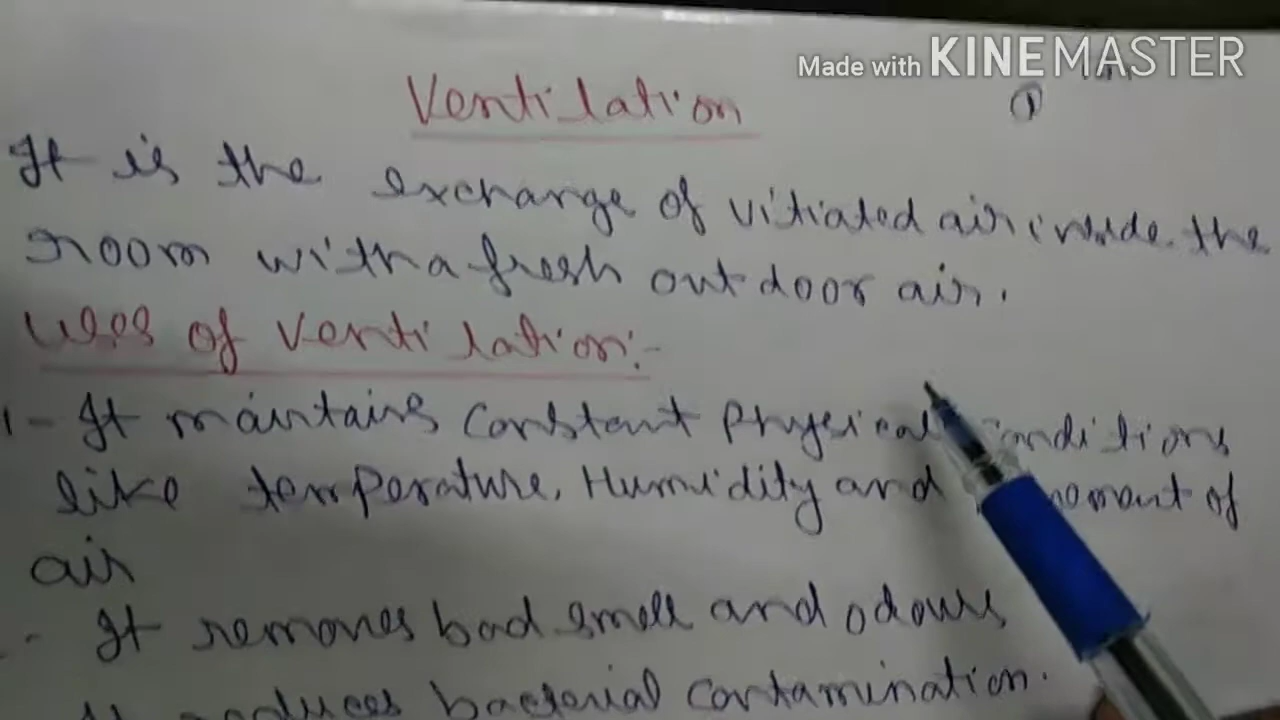 Made with KINEMASTER
Ventilation
1
It is the exchange of vitiated air inside the
room with a fresh outdoor air.
Uses of Ventilation:-
1- It maintains Constant Physical conditions
like temperature, Humidity and of
air
- It removes bad smell and odours
It reduces bacterial contamination.